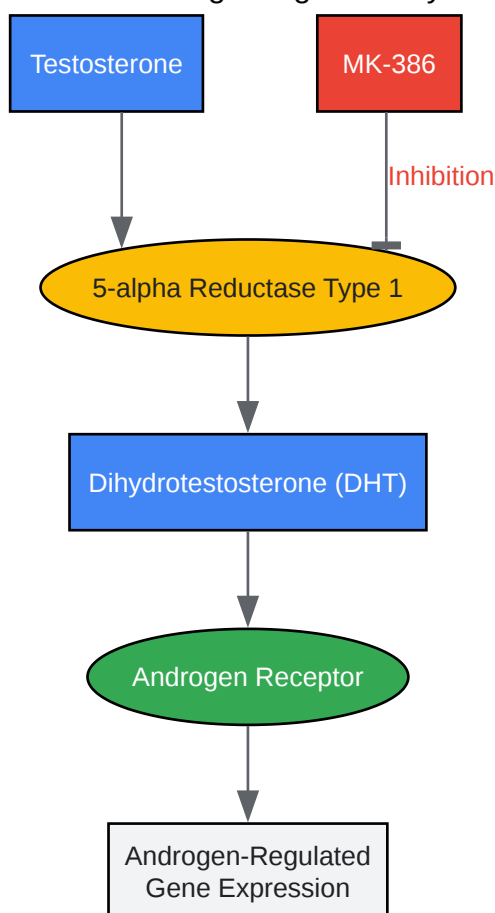 Testosterone
MK-386
Inhibition
5-alpha Reductase Type 1
Dihydrotestosterone (DHT)
Androgen Receptor
Androgen-Regulated
Gene Expression